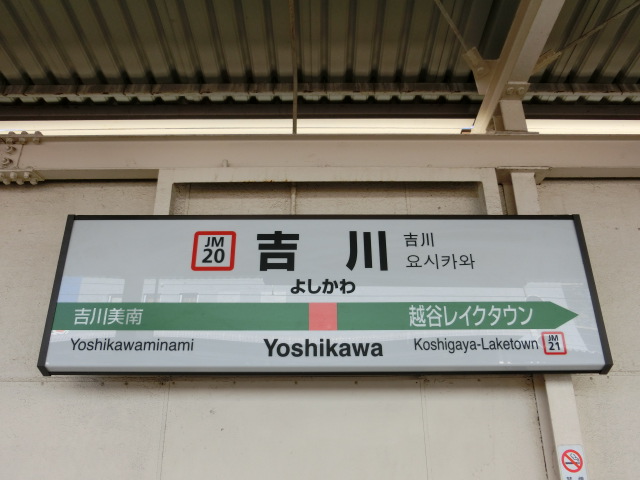 JM
20
吉川
吉川
요시카와
よしかわ
吉川美南
越谷レイクタウン
Yoshikawaminami
Yoshikawa
Koshigaya-Laketown
JM
21